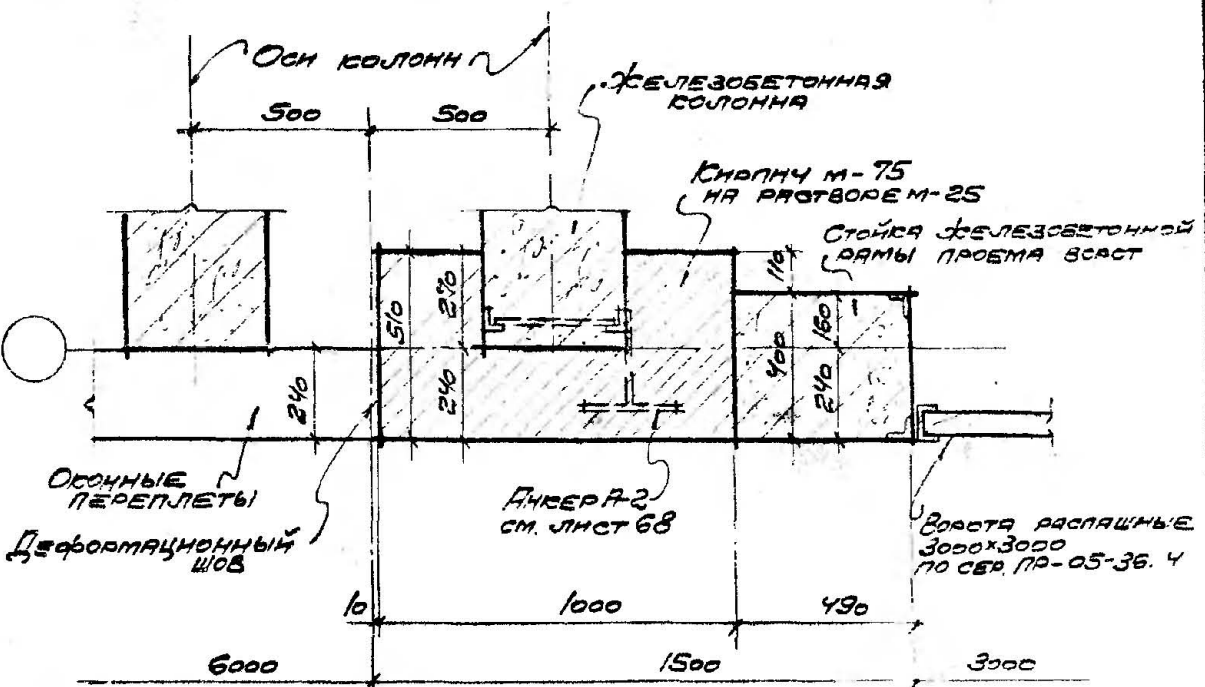 Оси колонн
500
500
Железобетонная
колонна
Кирпич м-75
на растворе м-25
Стойка железобетонной
рамы проема ворот
110
510
270
240
240
400
160
240
Оконные
переплеты
Деформационный
шов
Анкер А-2
см. лист 68
Ворота распашные
3000×3000
по сер. ПР-05-36.4
10
1000
490
6000
1500
3000